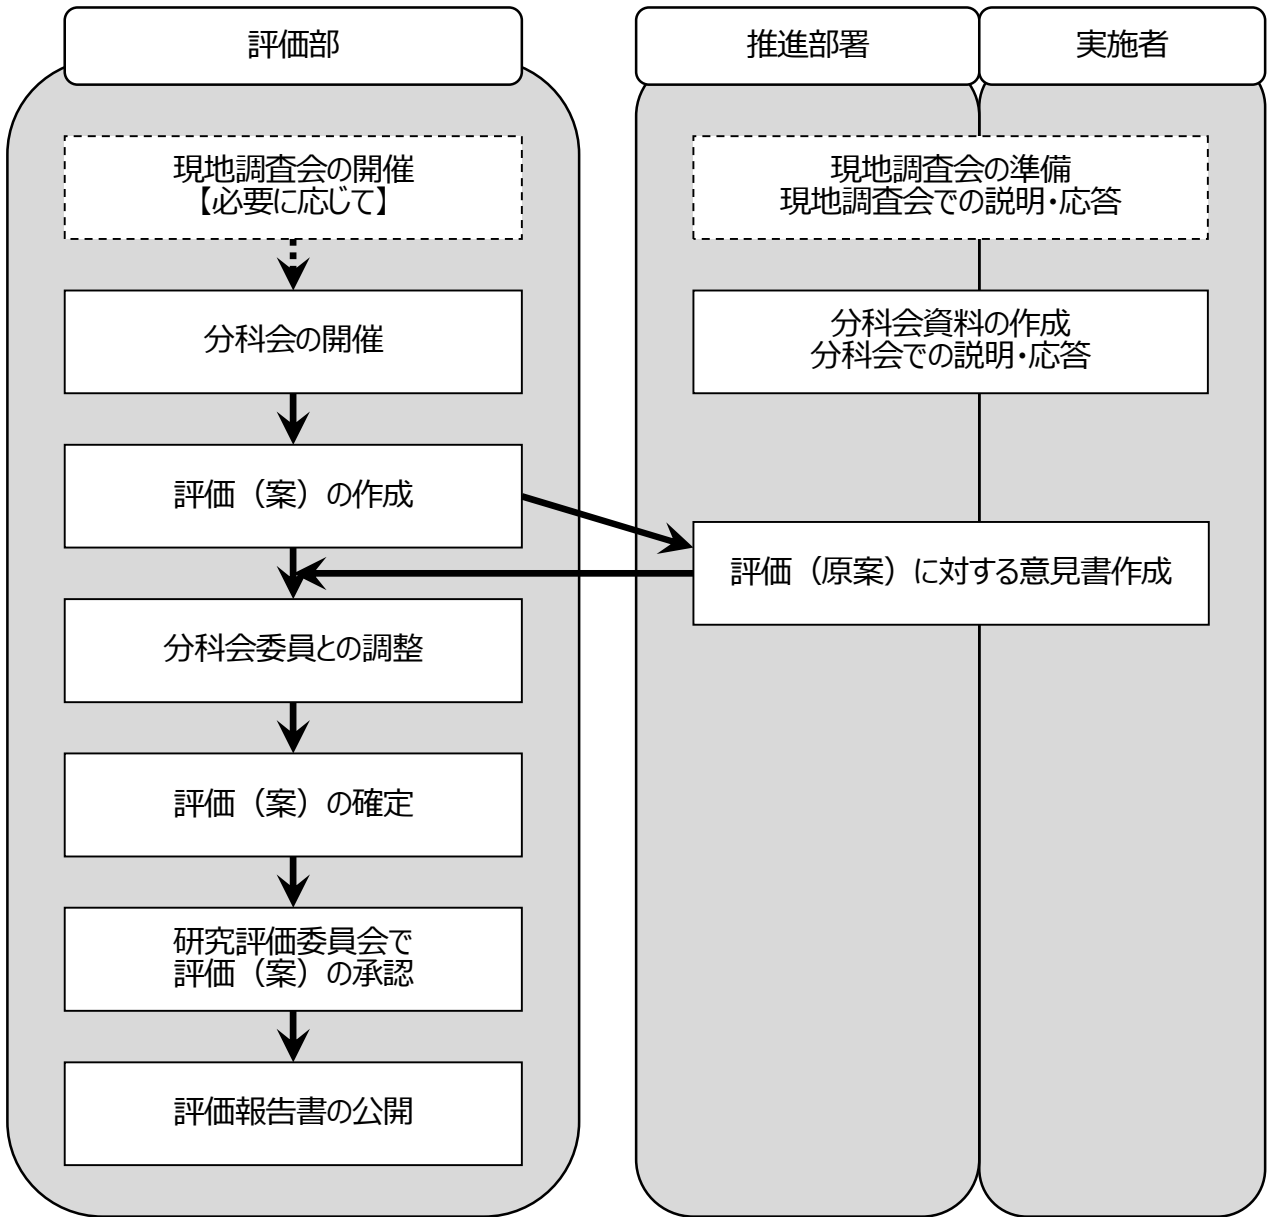 評価部
推進部署
実施者
現地調査会の開催
【必要に応じて】
現地調査会の準備
現地調査会での説明・応答
分科会の開催
分科会資料の作成
分科会での説明・応答
評価（案）の作成
評価（原案）に対する意見書作成
分科会委員との調整
評価（案）の確定
研究評価委員会で
評価（案）の承認
評価報告書の公開